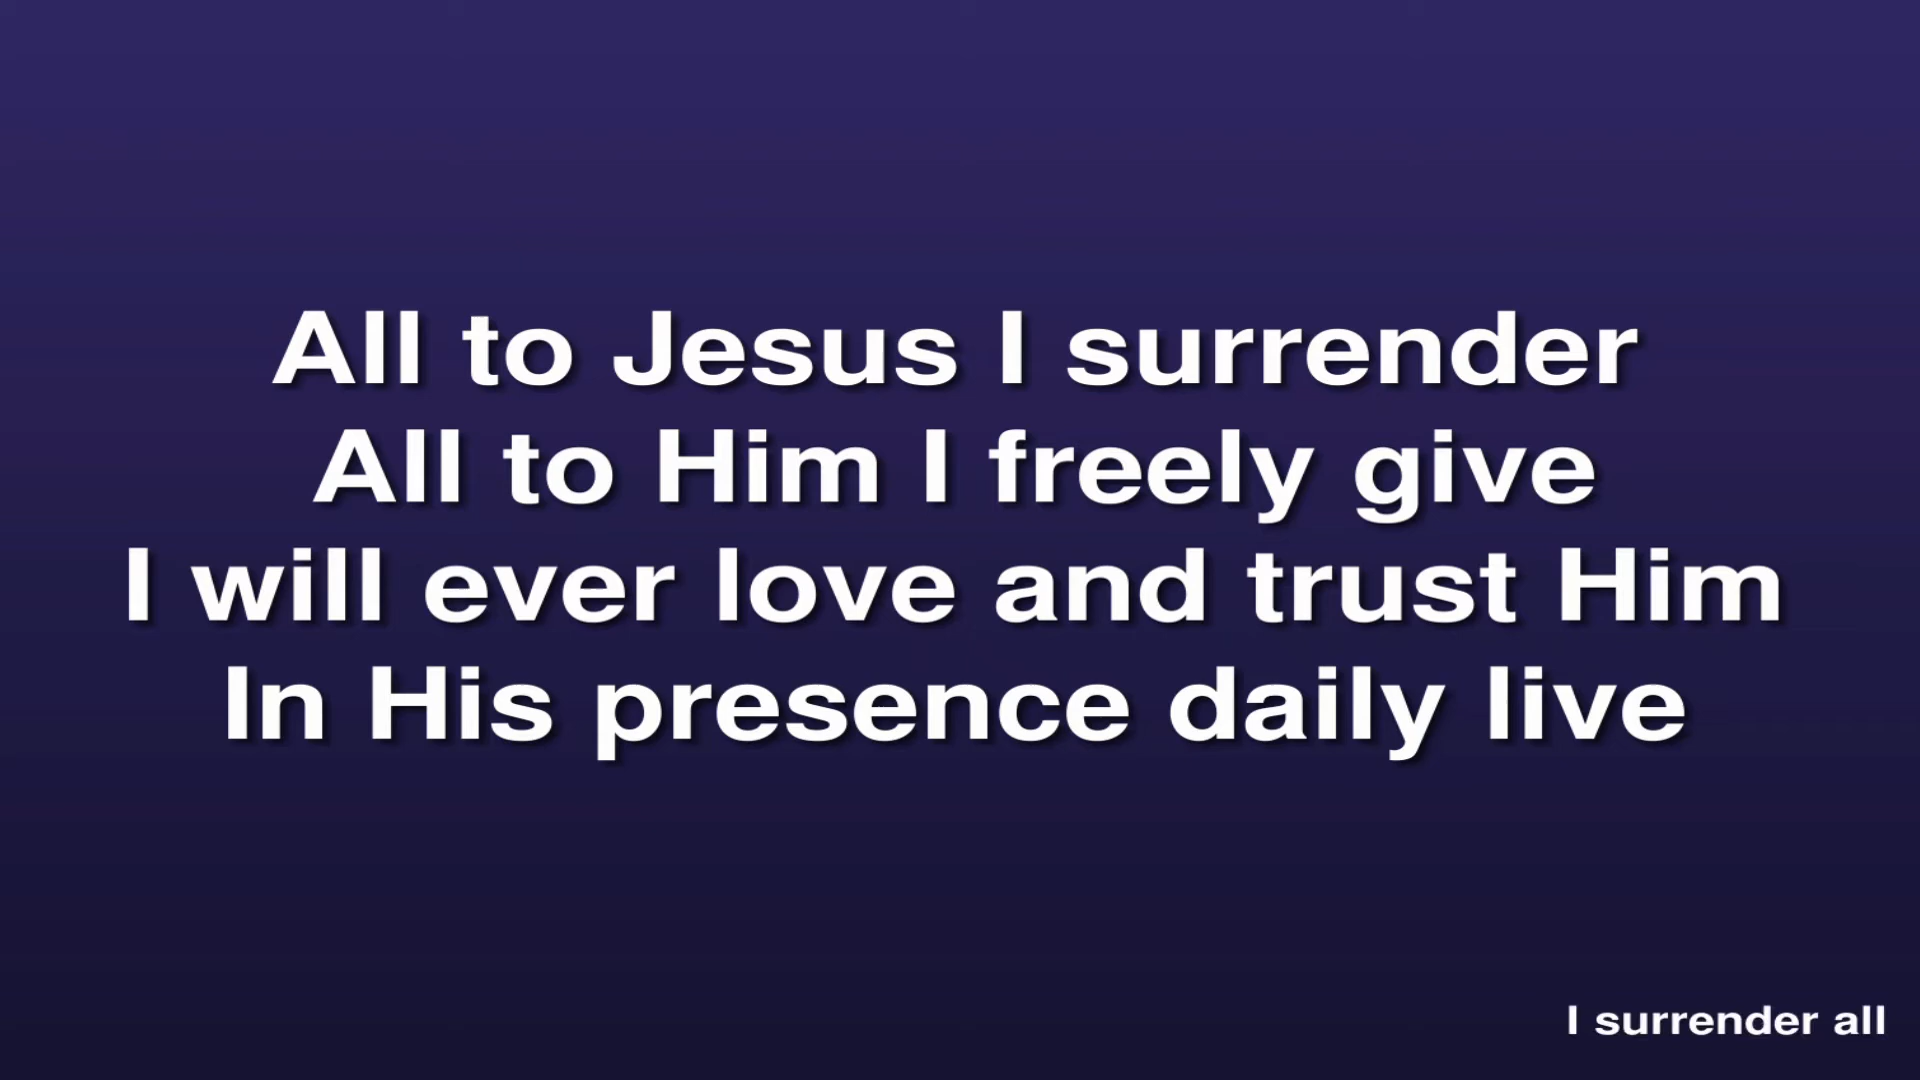 All to Jesus I surrender
All to Him I freely give
I will ever love and trust Him
In His presence daily live
I surrender all